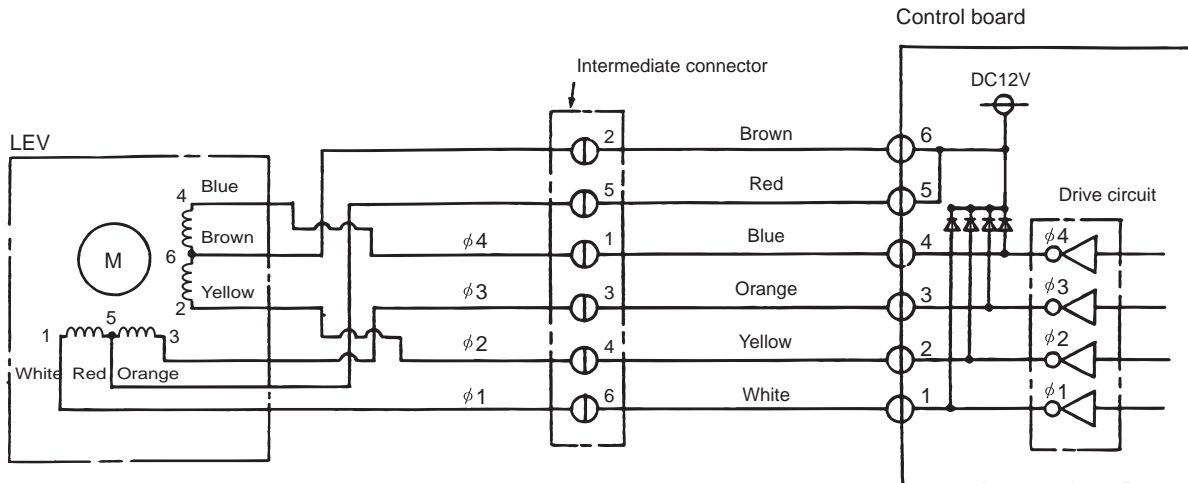 Control board
Intermediate connector
DC12V
LEV
2 Brown 6
4 Blue
5 Red 5
Drive circuit
Brown
6
φ4 1 Blue 4 φ4
M
Yellow
2
φ3 3 Orange 3 φ3
1 5 3
φ2 4 Yellow 2 φ2
White Red Orange
φ1 6 White 1 φ1